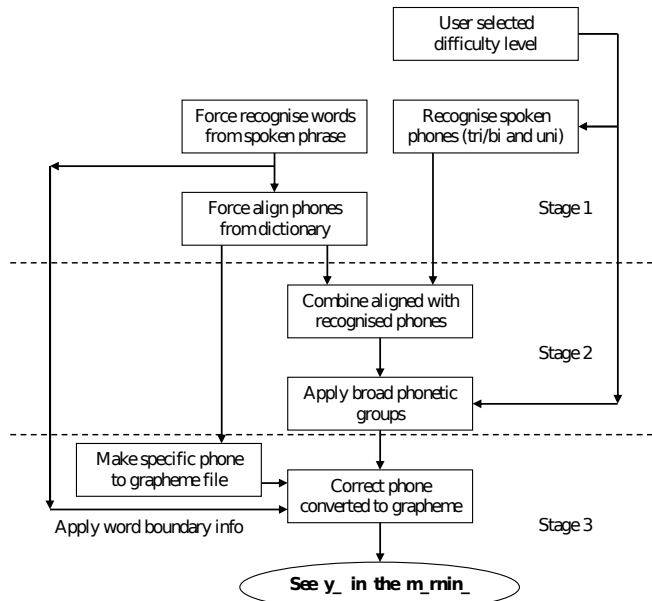 User selected
difficulty level
Force recognise words
from spoken phrase
Recognise spoken
phones (tri/bi and uni)
Force align phones
from dictionary
Stage 1
Combine aligned with
recognised phones
Stage 2
Apply broad phonetic
groups
Make specific phone
to grapheme file
Correct phone
converted to grapheme
Apply word boundary info
Stage 3
See y_ in the m_rnin_